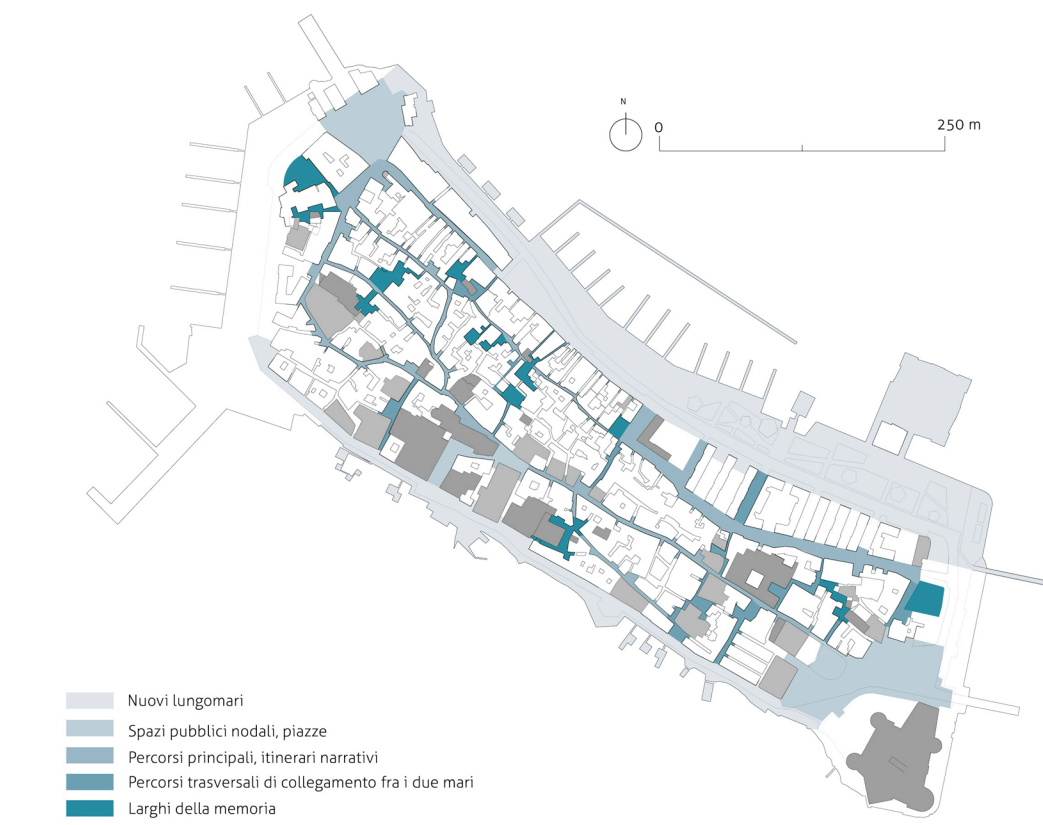 N
0
250 m
Nuovi lungomari
Spazi pubblici nodali, piazze
Percorsi principali, itinerari narrativi
Percorsi trasversali di collegamento fra i due mari
Larghi della memoria